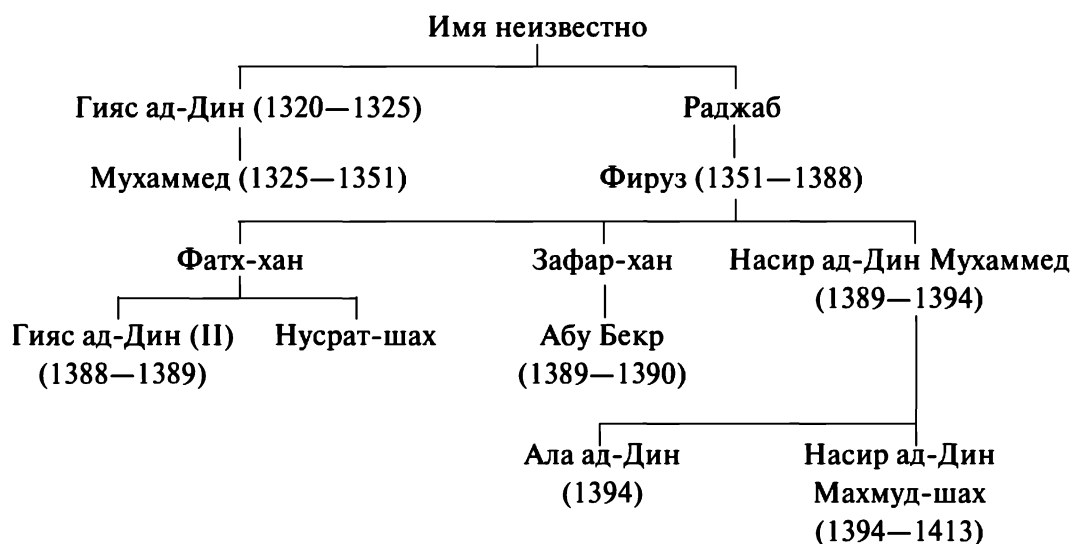 Имя неизвестно
Гияс ад-Дин (1320—1325) Раджаб
Мухаммед (1325—1351) Фируз (1351—1388)
Фатх-хан Зафар-хан Насир ад-Дин Мухаммед
(1389—1394)
Гияс ад-Дин (II) Нусрат-шах Абу Бекр
(1388—1389) (1389—1390)
Ала ад-Дин Насир ад-Дин
(1394) Махмуд-шах
(1394—1413)